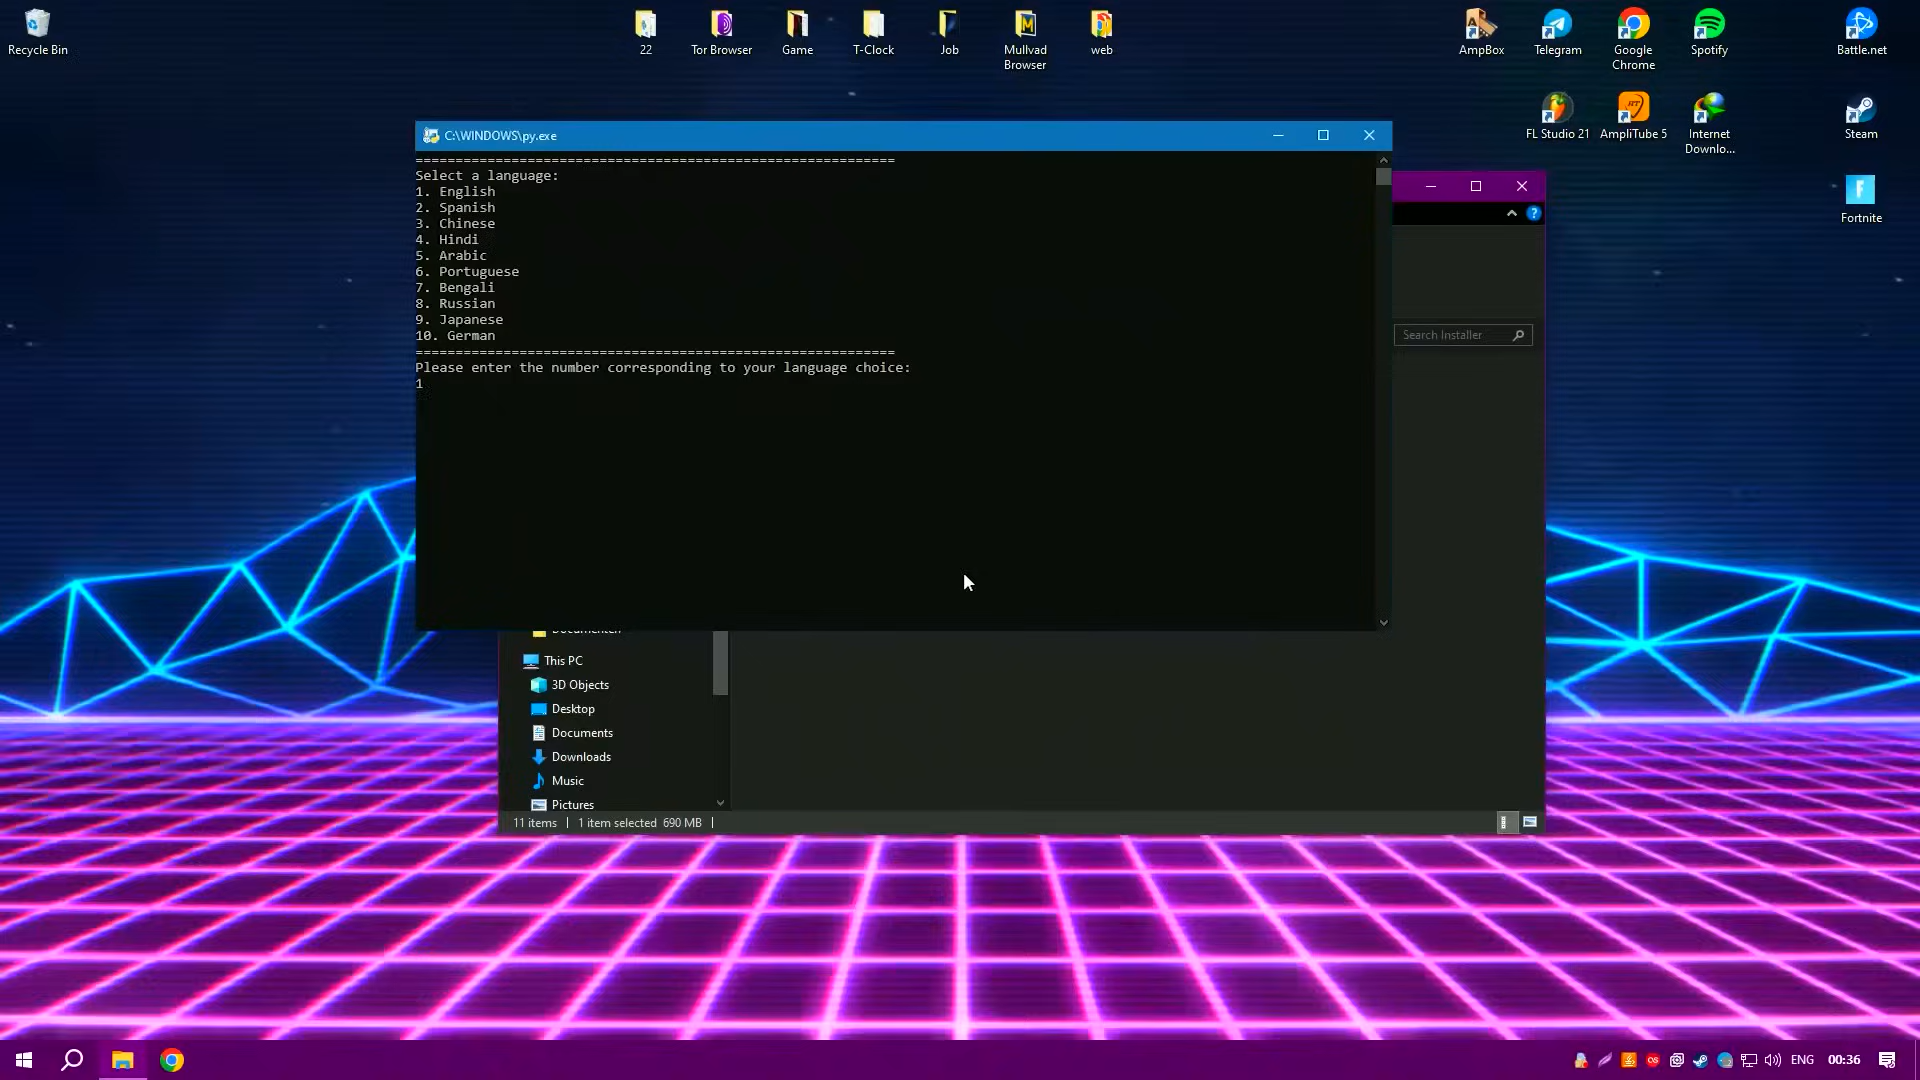 Recycle Bin
22
Tor Browser
Game
T-Clock
Job
Mullvad
Browser
web
AmpBox
Telegram
Google
Chrome
Spotify
Battle.net
FL Studio 21
AmpliTube 5
Internet
Downlo...
Steam
Fortnite
C:\WINDOWS\py.exe
============================================================
Select a language:
1. English
2. Spanish
3. Chinese
4. Hindi
5. Arabic
6. Portuguese
7. Bengali
8. Russian
9. Japanese
10. German
============================================================
Please enter the number corresponding to your language choice:
1
Search Installer
This PC
3D Objects
Desktop
Documents
Downloads
Music
Pictures
11 items
1 item selected 690 MB
ENG
00:36